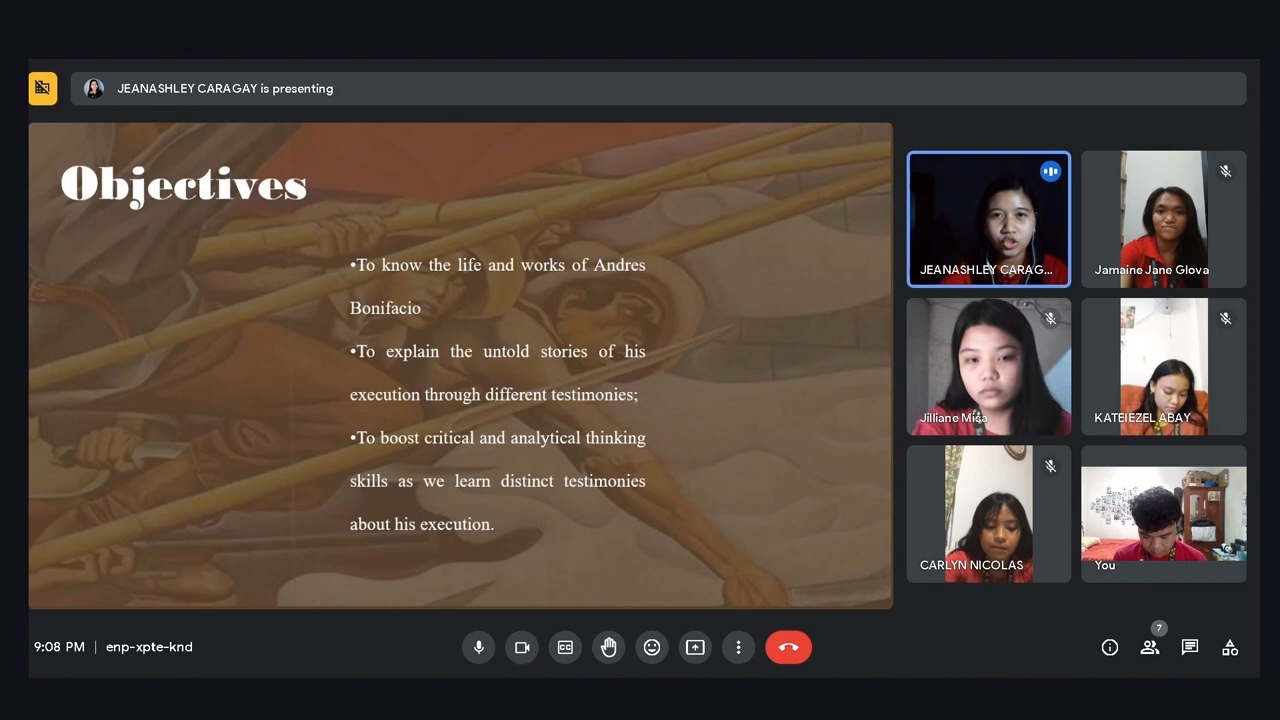 JEANASHLEY CARAGAY is presenting
Objectives
•To know the life and works of Andres
Bonifacio
•To explain the untold stories of his
execution through different testimonies;
•To boost critical and analytical thinking
skills as we learn distinct testimonies
about his execution.
JEANASHLEY CARAG...
Jamaine Jane Glova
Jilliane Mica
KATEIEZEL ABAY
CARLYN NICOLAS
You
9:08 PM | enp-xpte-knd
CC
7